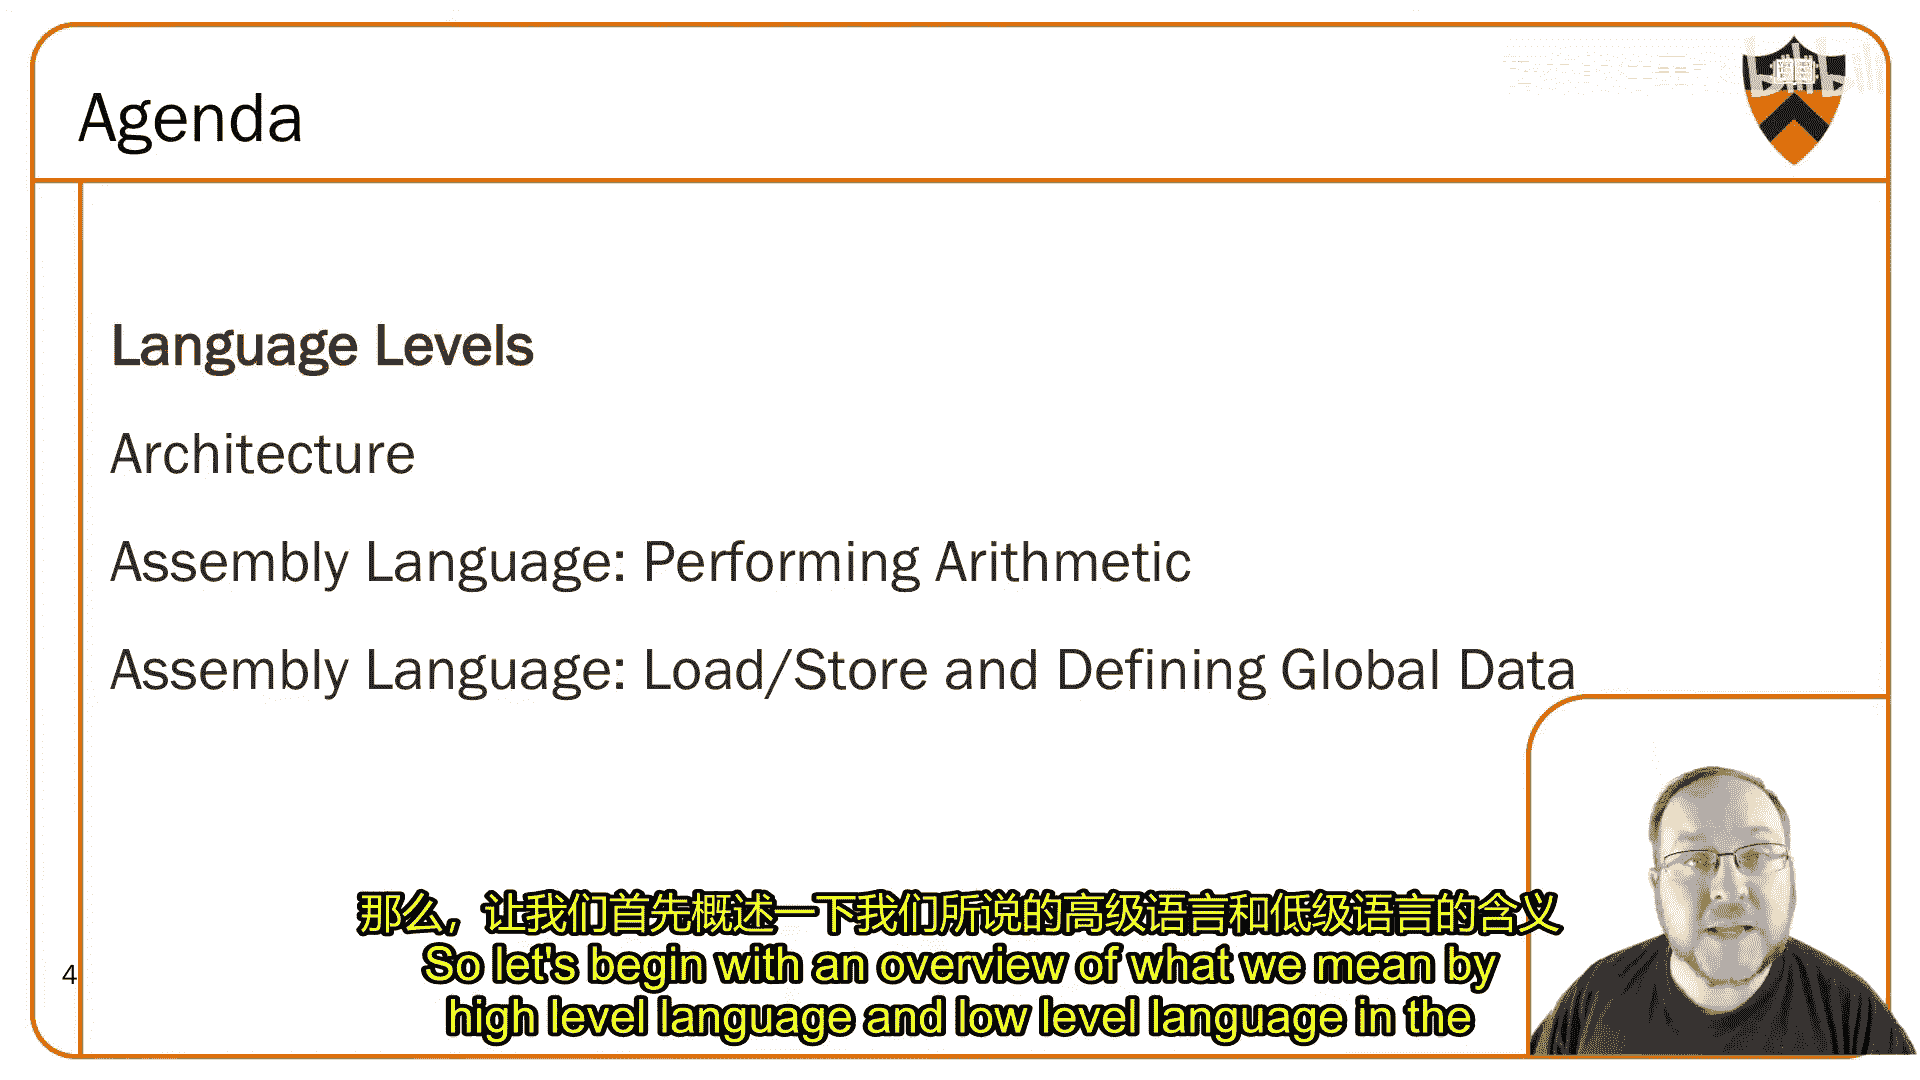 Agenda
Language Levels
Architecture
Assembly Language: Performing Arithmetic
Assembly Language: Load/Store and Defining Global Data
那么，让我们首先概述一下我们所说的高级语言和低级语言的含义
So let's begin with an overview of what we mean by
high level language and low level language in the
4